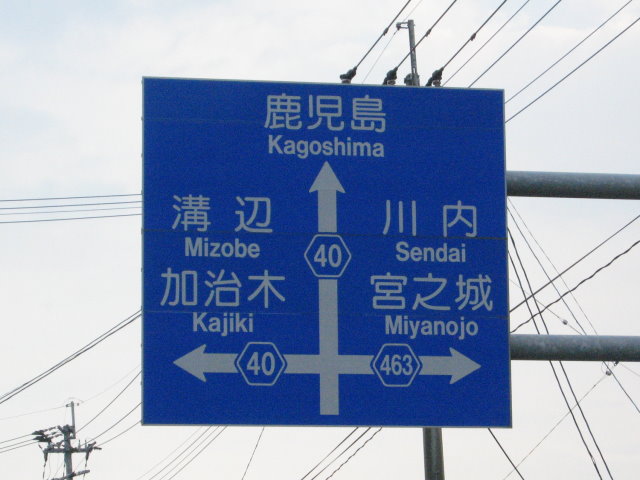 鹿児島
Kagoshima
溝辺
Mizobe
加治木
Kajiki
川内
Sendai
宮之城
Miyanojo
40
40
463